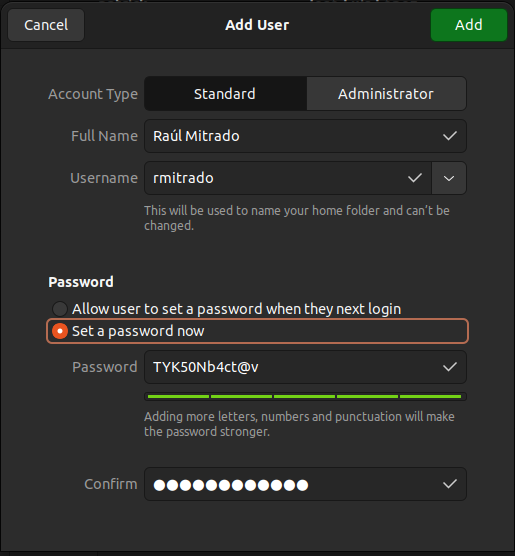 Cancel
Add User
Add
Account Type
Standard
Administrator
Full Name
Raúl Mitrado
Username
rmitrado
This will be used to name your home folder and can't be
changed.
Password
Allow user to set a password when they next login
Set a password now
Password
TYK50Nb4ct@v
Adding more letters, numbers and punctuation will make
the password stronger.
Confirm
●●●●●●●●●●●●